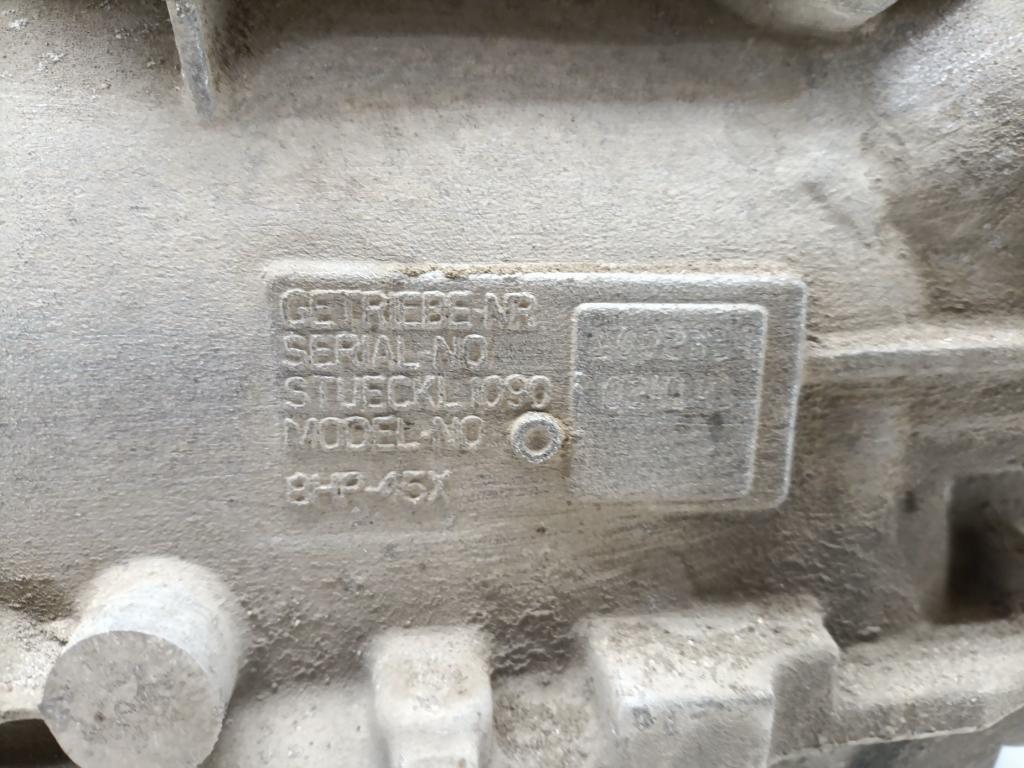 GETRIEBE-NR
SERIAL-NO
STUECKL 1090
MODEL-NO
8HP-45X